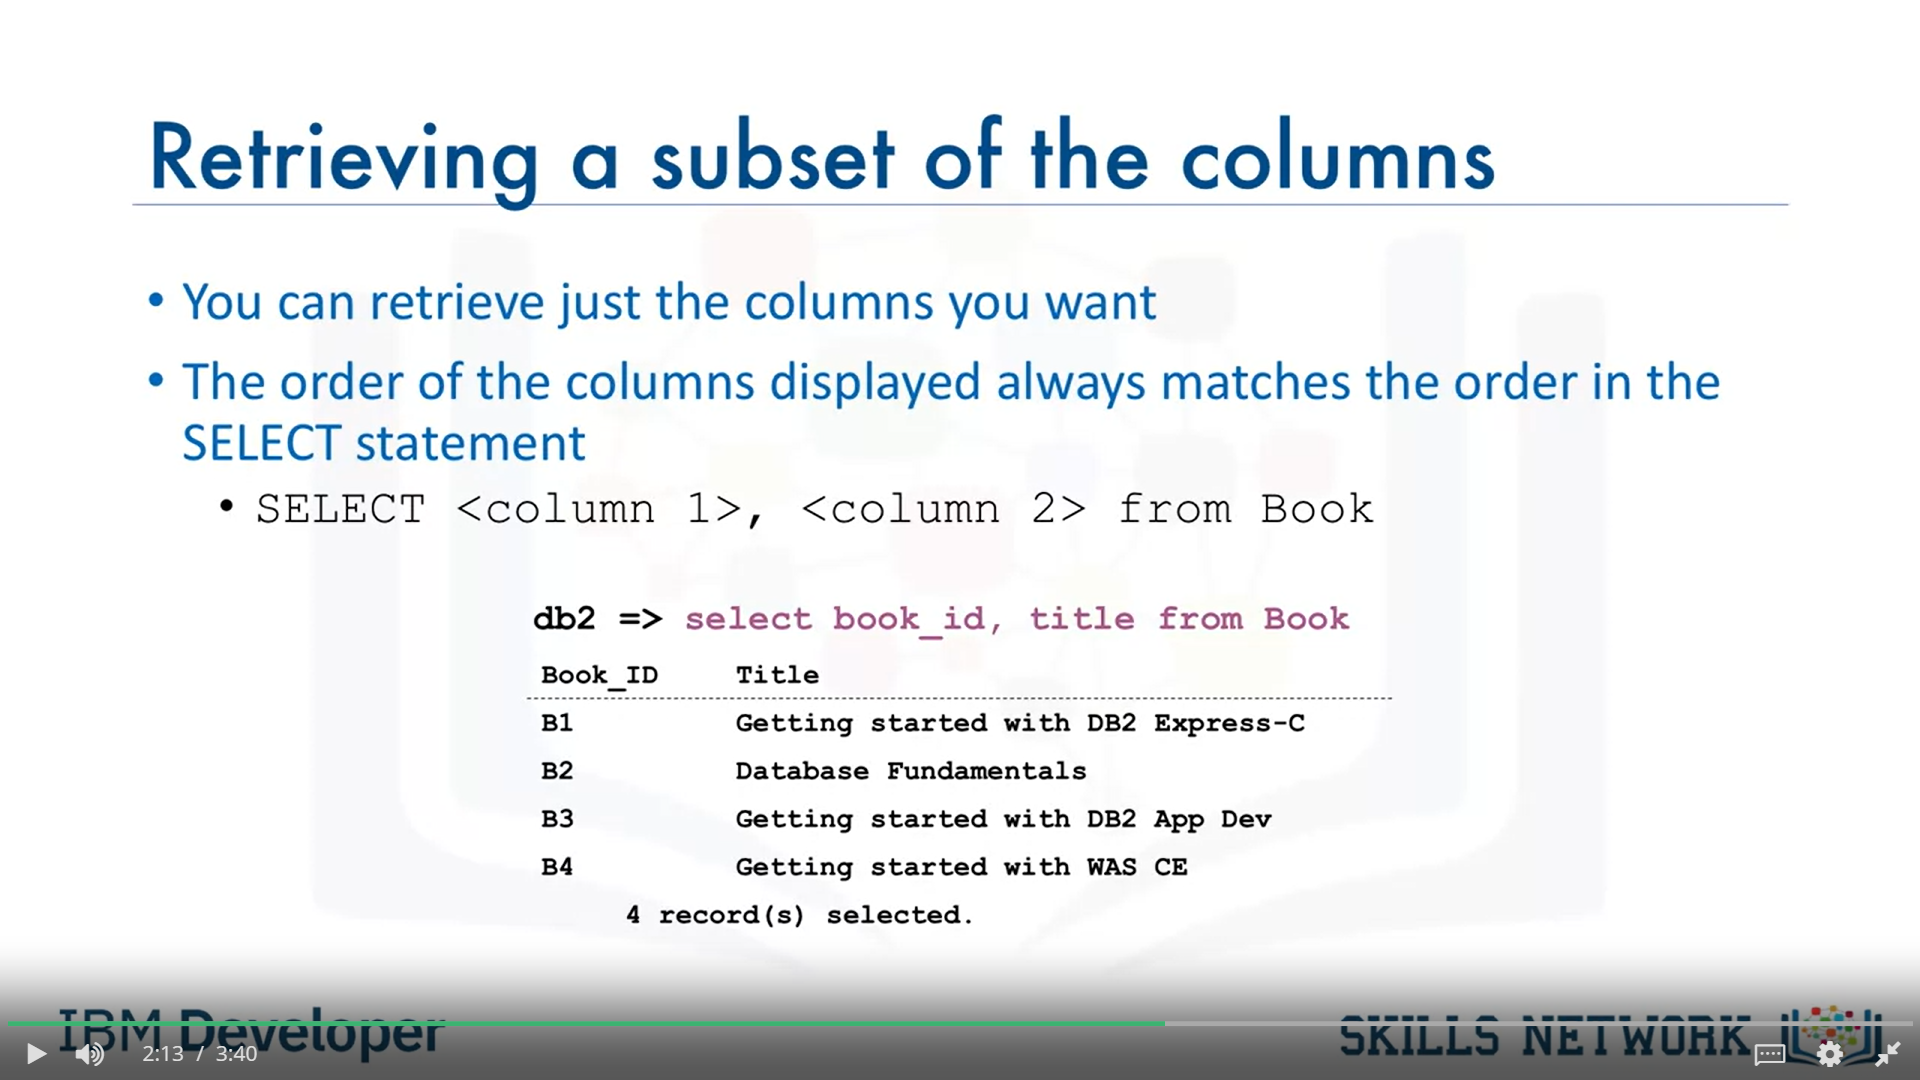 Retrieving a subset of the columns
• You can retrieve just the columns you want
• The order of the columns displayed always matches the order in the
SELECT statement
• SELECT <column 1>, <column 2> from Book
db2 => select book_id, title from Book
Book_ID Title
B1 Getting started with DB2 Express-C
B2 Database Fundamentals
B3 Getting started with DB2 App Dev
B4 Getting started with WAS CE
4 record(s) selected.
IBM Developer
SKILLS NETWORK
2:13 / 3:40